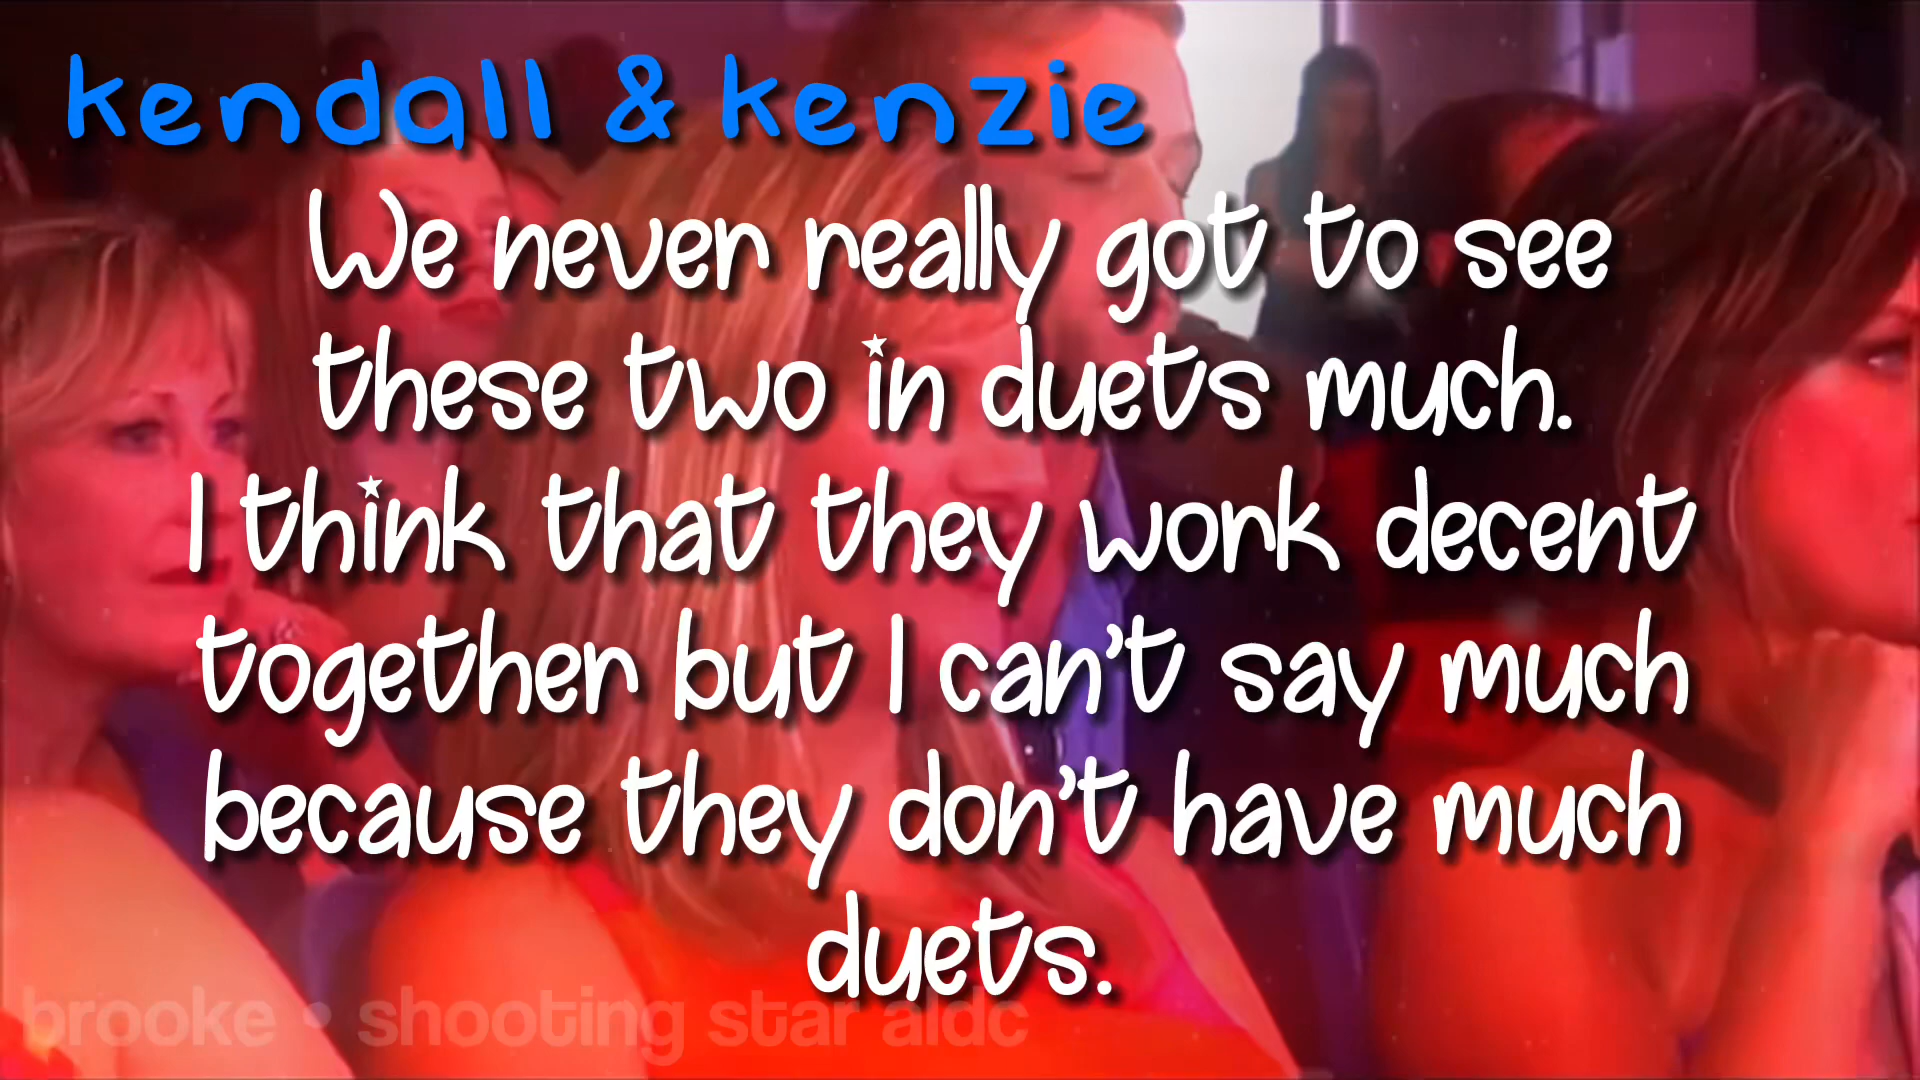 kendall & kenzie
We never really got to see
these two in duets much.
I think that they work decent
together but I can't say much
because they don't have much
duets.
brooke • shooting star aldc